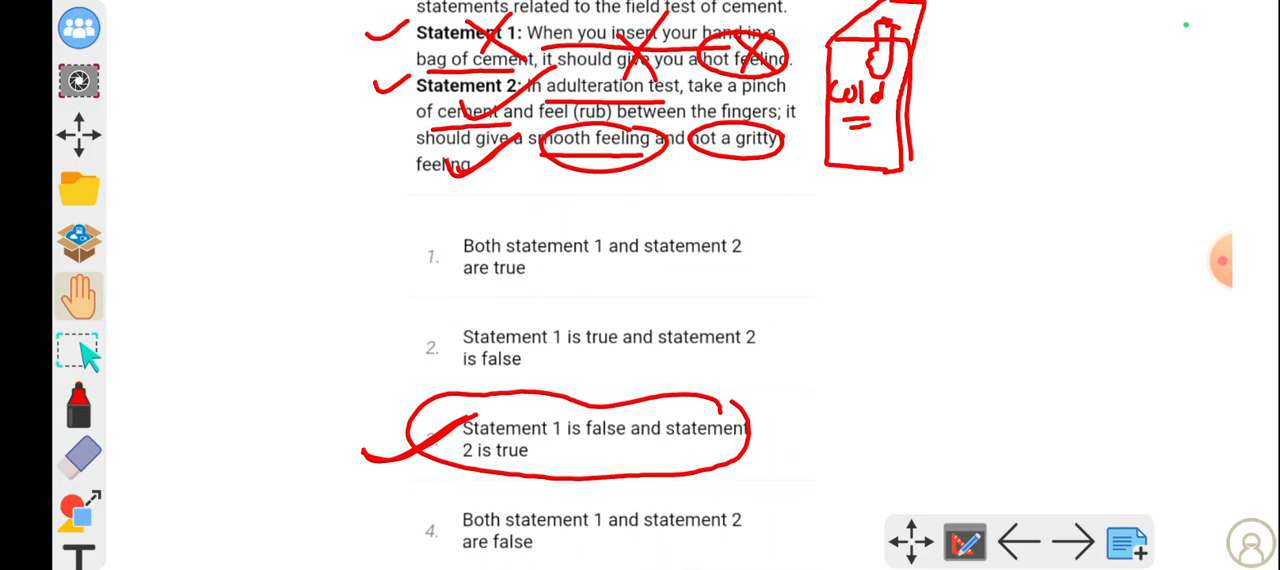 statements related to the field test of cement.
Statement 1: When you insert your hand in a
bag of cement, it should give you a hot feeling.
Statement 2: In adulteration test, take a pinch
of cement and feel (rub) between the fingers; it
should give a smooth feeling and not a gritty
feeling.
cold
1. Both statement 1 and statement 2
are true
2. Statement 1 is true and statement 2
is false
3. Statement 1 is false and statement
2 is true
4. Both statement 1 and statement 2
are false
T